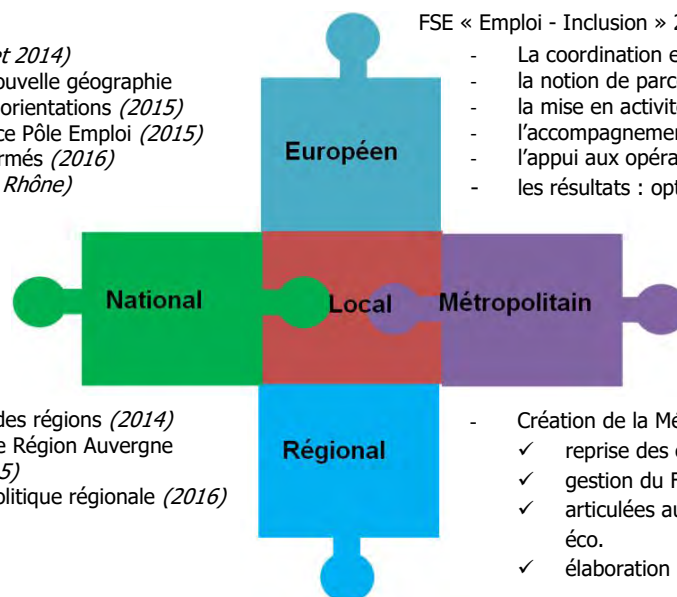 FSE « Emploi - Inclusion » 2
et 2014)
ouvelle géographie
orientations (2015)
ce Pôle Emploi (2015)
rmés (2016)
Rhône)
- La coordination e
- la notion de parc
- la mise en activit
- l'accompagnemen
- l'appui aux opéra
- les résultats : opt
Européen
National
Local
Métropolitain
Régional
des régions (2014)
e Région Auvergne
5)
olitique régionale (2016)
- Création de la Mé
✓ reprise des
✓ gestion du F
✓ articulées au
éco.
✓ élaboration